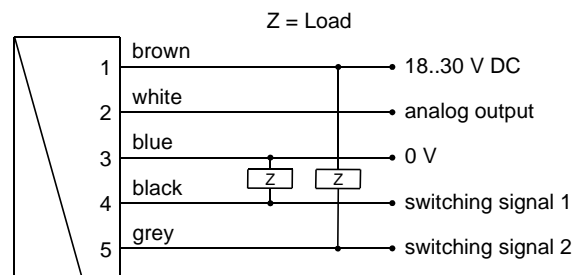 Z = Load
1 brown 18..30 V DC
2 white analog output
3 blue 0 V
Z Z
4 black switching signal 1
5 grey switching signal 2